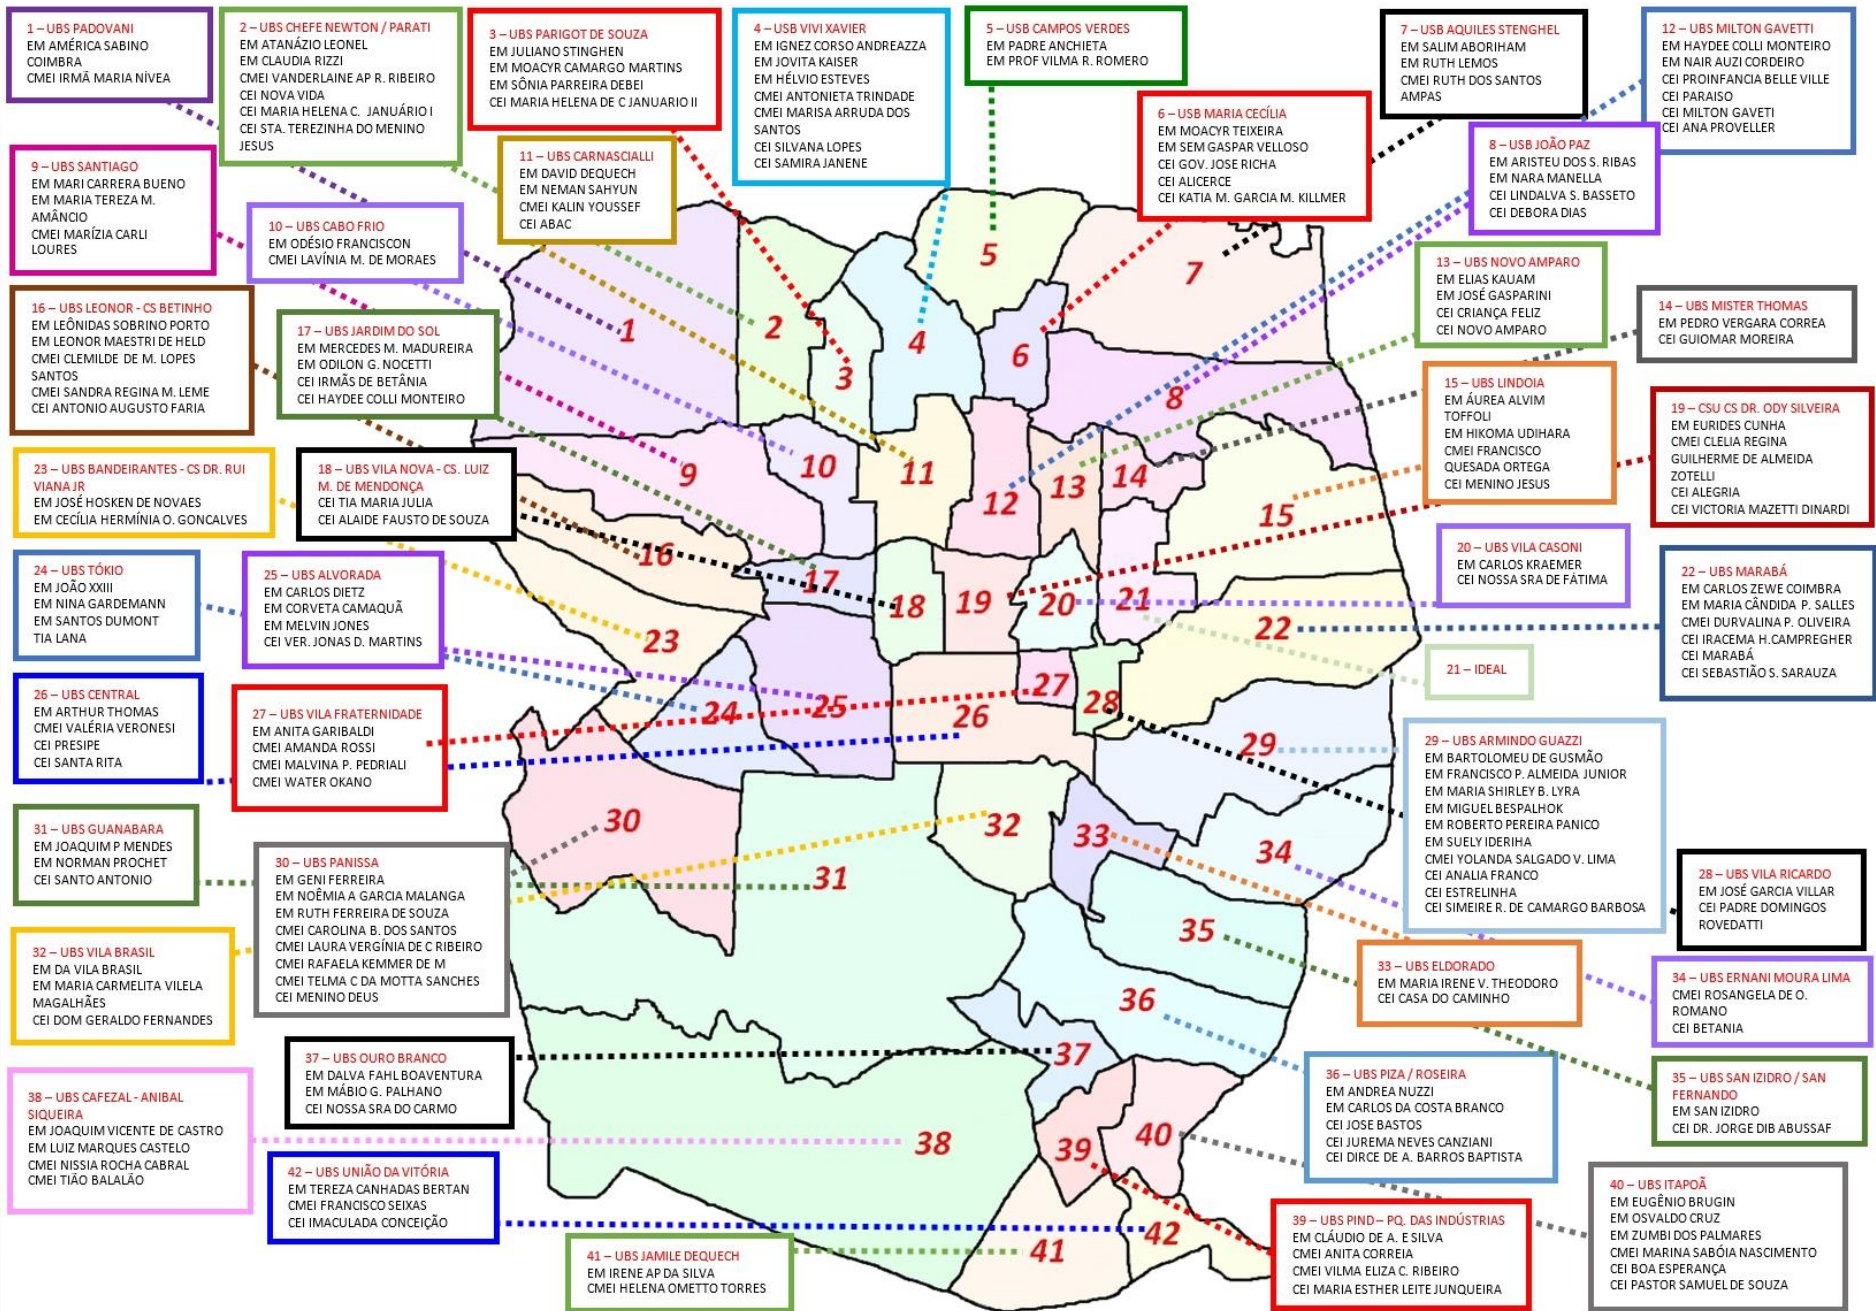 1 – UBS PADOVANI
EM AMÉRICA SABINO
COIMBRA
CMEI IRMÃ MARIA NÍVEA
2 – UBS CHEFE NEWTON / PARATI
EM ATANÁZIO LEONEL
EM CLAUDIA RIZZI
CMEI VANDERLAINE AP R. RIBEIRO
CEI NOVA VIDA
CEI MARIA HELENA C. JANUÁRIO I
CEI STA. TEREZINHA DO MENINO
JESUS
3 – UBS PARIGOT DE SOUZA
EM JULIANO STINGHEN
EM MOACYR CAMARGO MARTINS
EM SÔNIA PARREIRA DEBEI
CEI MARIA HELENA DE C JANUARIO II
4 – USB VIVI XAVIER
EM IGNEZ CORSO ANDREAZZA
EM JOVITA KAISER
EM HÉLVIO ESTEVES
CMEI ANTONIETA TRINDADE
CMEI MARISA ARRUDA DOS
SANTOS
CEI SILVANA LOPES
CEI SAMIRA JANENE
5 – USB CAMPOS VERDES
EM PADRE ANCHIETA
EM PROF VILMA R. ROMERO
6 – USB MARIA CECÍLIA
EM MOACYR TEIXEIRA
EM SEM GASPAR VELLOSO
CEI GOV. JOSE RICHA
CEI ALICERCE
CEI KATIA M. GARCIA M. KILLMER
7 – USB AQUILES STENGHEL
EM SALIM ABORIHAM
EM RUTH LEMOS
CMEI RUTH DOS SANTOS
AMPAS
12 – UBS MILTON GAVETTI
EM HAYDEE COLLI MONTEIRO
EM NAIR AUZI CORDEIRO
CEI PROINFANCIA BELLE VILLE
CEI PARAISO
CEI MILTON GAVETI
CEI ANA PROVELLER
8 – USB JOÃO PAZ
EM ARISTEU DOS S. RIBAS
EM NARA MANELLA
CEI LINDALVA S. BASSETO
CEI DEBORA DIAS
9 – UBS SANTIAGO
EM MARI CARRERA BUENO
EM MARIA TEREZA M.
AMÂNCIO
CMEI MARÍZIA CARLI
LOURES
10 – UBS CABO FRIO
EM ODÉSIO FRANCISCON
CMEI LAVÍNIA M. DE MORAES
11 – UBS CARNASCIALLI
EM DAVID DEQUECH
EM NEMAN SAHYUN
CMEI KALIN YOUSSEF
CEI ABAC
13 – UBS NOVO AMPARO
EM ELIAS KAUAM
EM JOSÉ GASPARINI
CEI CRIANÇA FELIZ
CEI NOVO AMPARO
14 – UBS MISTER THOMAS
EM PEDRO VERGARA CORREA
CEI GUIOMAR MOREIRA
16 – UBS LEONOR - CS BETINHO
EM LEÔNIDAS SOBRINO PORTO
EM LEONOR MAESTRI DE HELD
CMEI CLEMILDE DE M. LOPES
SANTOS
CMEI SANDRA REGINA M. LEME
CEI ANTONIO AUGUSTO FARIA
17 – UBS JARDIM DO SOL
EM MERCEDES M. MADUREIRA
EM ODILON G. NOCETTI
CEI IRMÃS DE BETÂNIA
CEI HAYDEE COLLI MONTEIRO
15 – UBS LINDOIA
EM ÁUREA ALVIM
TOFFOLI
EM HIKOMA UDIHARA
CMEI FRANCISCO
QUESADA ORTEGA
CEI MENINO JESUS
19 – CSU CS DR. ODY SILVEIRA
EM EURIDES CUNHA
CMEI CLELIA REGINA
GUILHERME DE ALMEIDA
ZOTELLI
CEI ALEGRIA
CEI VICTORIA MAZETTI DINARDI
23 – UBS BANDEIRANTES - CS DR. RUI
VIANA JR
EM JOSÉ HOSKEN DE NOVAES
EM CECÍLIA HERMÍNIA O. GONCALVES
18 – UBS VILA NOVA - CS. LUIZ
M. DE MENDONÇA
CEI TIA MARIA JULIA
CEI ALAIDE FAUSTO DE SOUZA
20 – UBS VILA CASONI
EM CARLOS KRAEMER
CEI NOSSA SRA DE FÁTIMA
22 – UBS MARABÁ
EM CARLOS ZEWE COIMBRA
EM MARIA CÂNDIDA P. SALLES
CMEI DURVALINA P. OLIVEIRA
CEI IRACEMA H.CAMPREGHER
CEI MARABÁ
CEI SEBASTIÃO S. SARAUZA
24 – UBS TÓKIO
EM JOÃO XXIII
EM NINA GARDEMANN
EM SANTOS DUMONT
TIA LANA
25 – UBS ALVORADA
EM CARLOS DIETZ
EM CORVETA CAMAQUÃ
EM MELVIN JONES
CEI VER. JONAS D. MARTINS
21 – IDEAL
26 – UBS CENTRAL
EM ARTHUR THOMAS
CMEI VALÉRIA VERONESI
CEI PRESIPE
CEI SANTA RITA
27 – UBS VILA FRATERNIDADE
EM ANITA GARIBALDI
CMEI AMANDA ROSSI
CMEI MALVINA P. PEDRIALI
CMEI WATER OKANO
29 – UBS ARMINDO GUAZZI
EM BARTOLOMEU DE GUSMÃO
EM FRANCISCO P. ALMEIDA JUNIOR
EM MARIA SHIRLEY B. LYRA
EM MIGUEL BESPALHOK
EM ROBERTO PEREIRA PANICO
EM SUELY IDERIHA
CMEI YOLANDA SALGADO V. LIMA
CEI ANALIA FRANCO
CEI ESTRELINHA
CEI SIMEIRE R. DE CAMARGO BARBOSA
31 – UBS GUANABARA
EM JOAQUIM P MENDES
EM NORMAN PROCHET
CEI SANTO ANTONIO
30 – UBS PANISSA
EM GENI FERREIRA
EM NOÊMIA A GARCIA MALANGA
EM RUTH FERREIRA DE SOUZA
CMEI CAROLINA B. DOS SANTOS
CMEI LAURA VERGÍNIA DE C RIBEIRO
CMEI RAFAELA KEMMER DE M
CMEI TELMA C DA MOTTA SANCHES
CEI MENINO DEUS
28 – UBS VILA RICARDO
EM JOSÉ GARCIA VILLAR
CEI PADRE DOMINGOS
ROVEDATTI
32 – UBS VILA BRASIL
EM DA VILA BRASIL
EM MARIA CARMELITA VILELA
MAGALHÃES
CEI DOM GERALDO FERNANDES
33 – UBS ELDORADO
EM MARIA IRENE V. THEODORO
CEI CASA DO CAMINHO
34 – UBS ERNANI MOURA LIMA
CMEI ROSANGELA DE O.
ROMANO
CEI BETANIA
37 – UBS OURO BRANCO
EM DALVA FAHL BOAVENTURA
EM MÁBIO G. PALHANO
CEI NOSSA SRA DO CARMO
36 – UBS PIZA / ROSEIRA
EM ANDREA NUZZI
EM CARLOS DA COSTA BRANCO
CEI JOSE BASTOS
CEI JUREMA NEVES CANZIANI
CEI DIRCE DE A. BARROS BAPTISTA
35 – UBS SAN IZIDRO / SAN
FERNANDO
EM SAN IZIDRO
CEI DR. JORGE DIB ABUSSAF
38 – UBS CAFEZAL - ANIBAL
SIQUEIRA
EM JOAQUIM VICENTE DE CASTRO
EM LUIZ MARQUES CASTELO
CMEI NISSIA ROCHA CABRAL
CMEI TIÃO BALALÃO
42 – UBS UNIÃO DA VITÓRIA
EM TEREZA CANHADAS BERTAN
CMEI FRANCISCO SEIXAS
CEI IMACULADA CONCEIÇÃO
41 – UBS JAMILE DEQUECH
EM IRENE AP DA SILVA
CMEI HELENA OMETTO TORRES
39 – UBS PIND – PQ. DAS INDÚSTRIAS
EM CLÁUDIO DE A. E SILVA
CMEI ANITA CORREIA
CMEI VILMA ELIZA C. RIBEIRO
CEI MARIA ESTHER LEITE JUNQUEIRA
40 – UBS ITAPOÃ
EM EUGÊNIO BRUGIN
EM OSVALDO CRUZ
EM ZUMBI DOS PALMARES
CMEI MARINA SABÓIA NASCIMENTO
CEI BOA ESPERANÇA
CEI PASTOR SAMUEL DE SOUZA
1
2
3
4
5
6
7
8
9
10
11
12
13
14
15
16
17
18
19
20
21
22
23
24
25
26
27
28
29
30
31
32
33
34
35
36
37
38
39
40
41
42